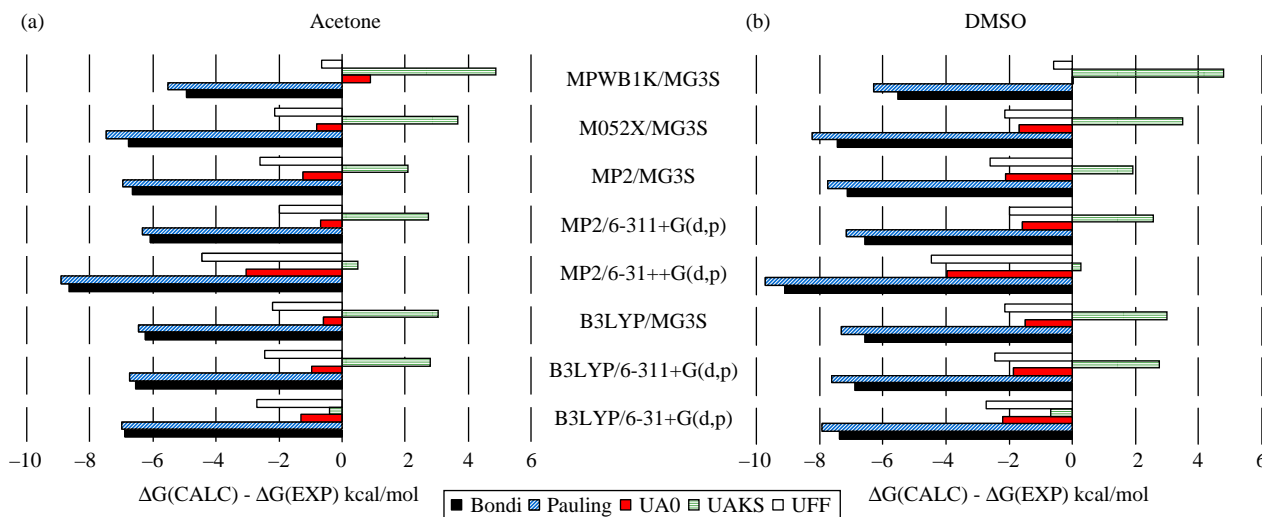 (a)
Acetone
(b)
DMSO
−10 −8 −6 −4 −2 0 2 4 6
MPWB1K/MG3S
M052X/MG3S
MP2/MG3S
MP2/6-311+G(d,p)
MP2/6-31++G(d,p)
B3LYP/MG3S
B3LYP/6-311+G(d,p)
B3LYP/6-31+G(d,p)
−10 −8 −6 −4 −2 0 2 4 6
ΔG(CALC) - ΔG(EXP) kcal/mol
Bondi Pauling UA0 UAKS UFF
ΔG(CALC) - ΔG(EXP) kcal/mol